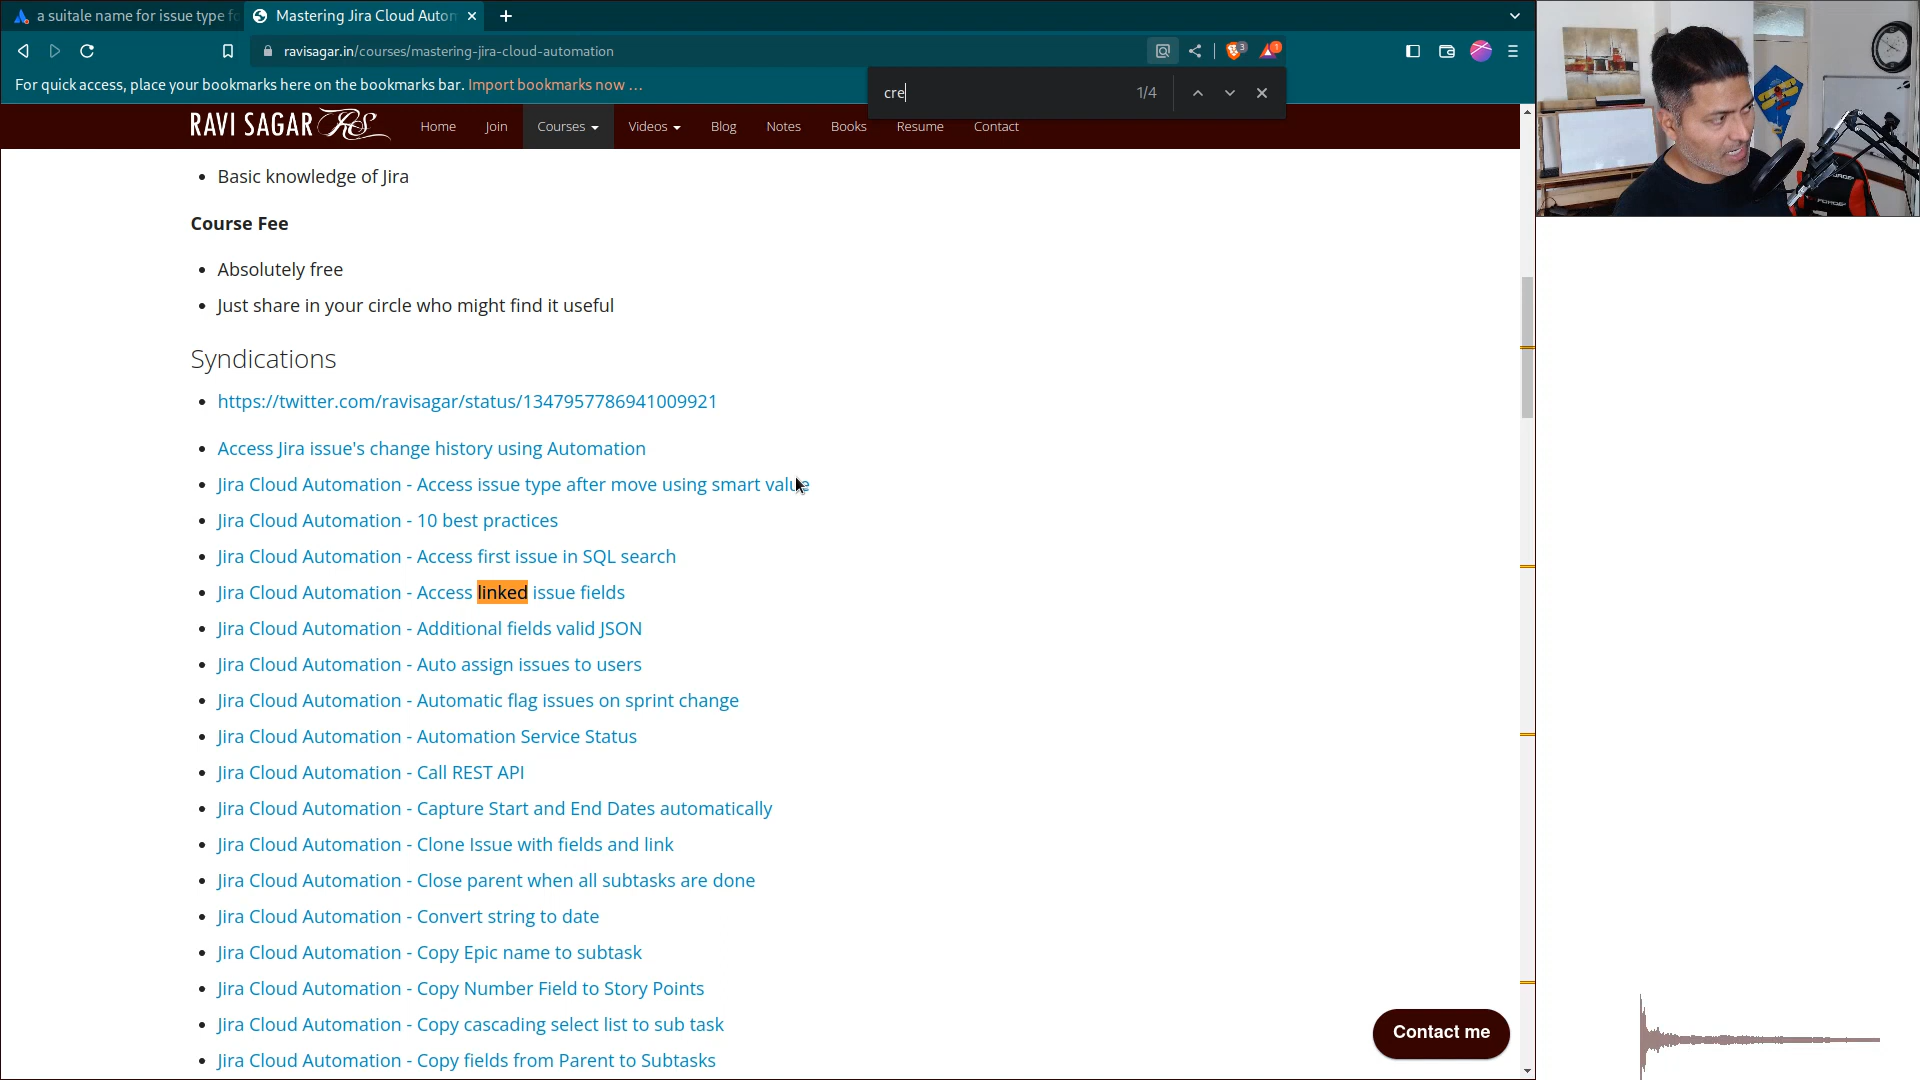 a suitale name for issue type fo
Mastering Jira Cloud Auton
ravisagar.in/courses/mastering-jira-cloud-automation
3
1
For quick access, place your bookmarks here on the bookmarks bar. Import bookmarks now ...
cre
1/4
RAVI SAGAR RS
Home
Join
Courses
Videos
Blog
Notes
Books
Resume
Contact
• Basic knowledge of Jira
Course Fee
• Absolutely free
• Just share in your circle who might find it useful
Syndications
• https://twitter.com/ravisagar/status/1347957786941009921
• Access Jira issue's change history using Automation
• Jira Cloud Automation - Access issue type after move using smart value
• Jira Cloud Automation - 10 best practices
• Jira Cloud Automation - Access first issue in SQL search
• Jira Cloud Automation - Access linked issue fields
• Jira Cloud Automation - Additional fields valid JSON
• Jira Cloud Automation - Auto assign issues to users
• Jira Cloud Automation - Automatic flag issues on sprint change
• Jira Cloud Automation - Automation Service Status
• Jira Cloud Automation - Call REST API
• Jira Cloud Automation - Capture Start and End Dates automatically
• Jira Cloud Automation - Clone Issue with fields and link
• Jira Cloud Automation - Close parent when all subtasks are done
• Jira Cloud Automation - Convert string to date
• Jira Cloud Automation - Copy Epic name to subtask
• Jira Cloud Automation - Copy Number Field to Story Points
• Jira Cloud Automation - Copy cascading select list to sub task
• Jira Cloud Automation - Copy fields from Parent to Subtasks
Contact me